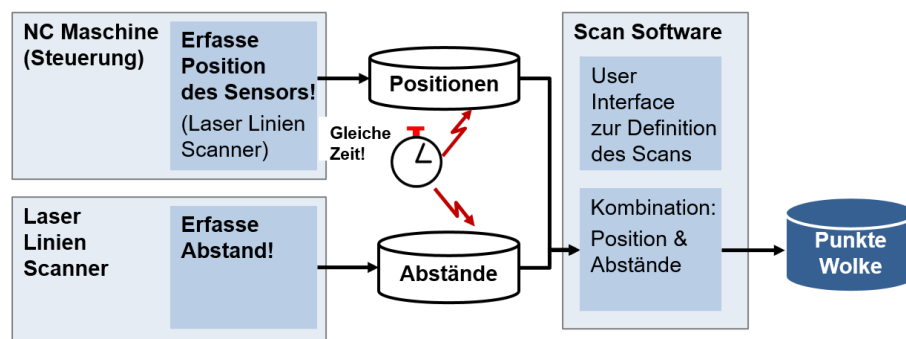 NC Maschine
(Steuerung)
Erfasse
Position
des Sensors!
(Laser Linien
Scanner)
Positionen
Gleiche
Zeit!
Laser
Linien
Scanner
Erfasse
Abstand!
Abstände
Scan Software
User
Interface
zur Definition
des Scans
Kombination:
Position &
Abstände
Punkte
Wolke